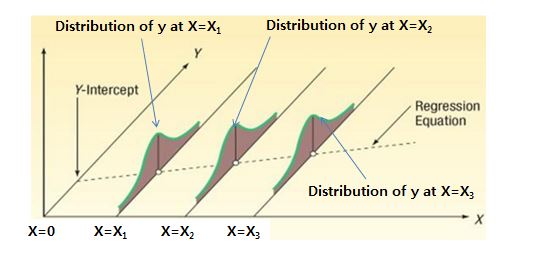 Distribution of y at X=X₁
Distribution of y at X=X₂
Y
Y-Intercept
Regression
Equation
Distribution of y at X=X₃
X
X=0
X=X₁
X=X₂
X=X₃